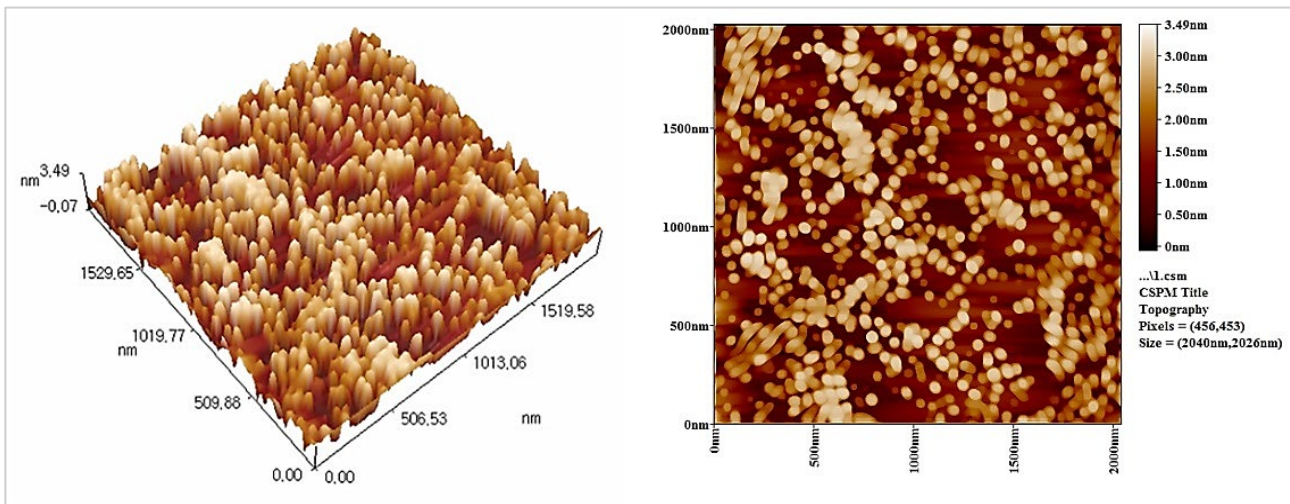 nm 3.49
-0.07
1529.65
1019.77
nm
509.88
0.00
0.00
506.53
1013.06
nm
1519.58
2000nm
1500nm
1000nm
500nm
0nm
0nm
500nm
1000nm
1500nm
2000nm
3.49nm
3.00nm
2.50nm
2.00nm
1.50nm
1.00nm
0.50nm
0nm
...\1.csm
CSPM Title
Topography
Pixels = (456,453)
Size = (2040nm,2026nm)